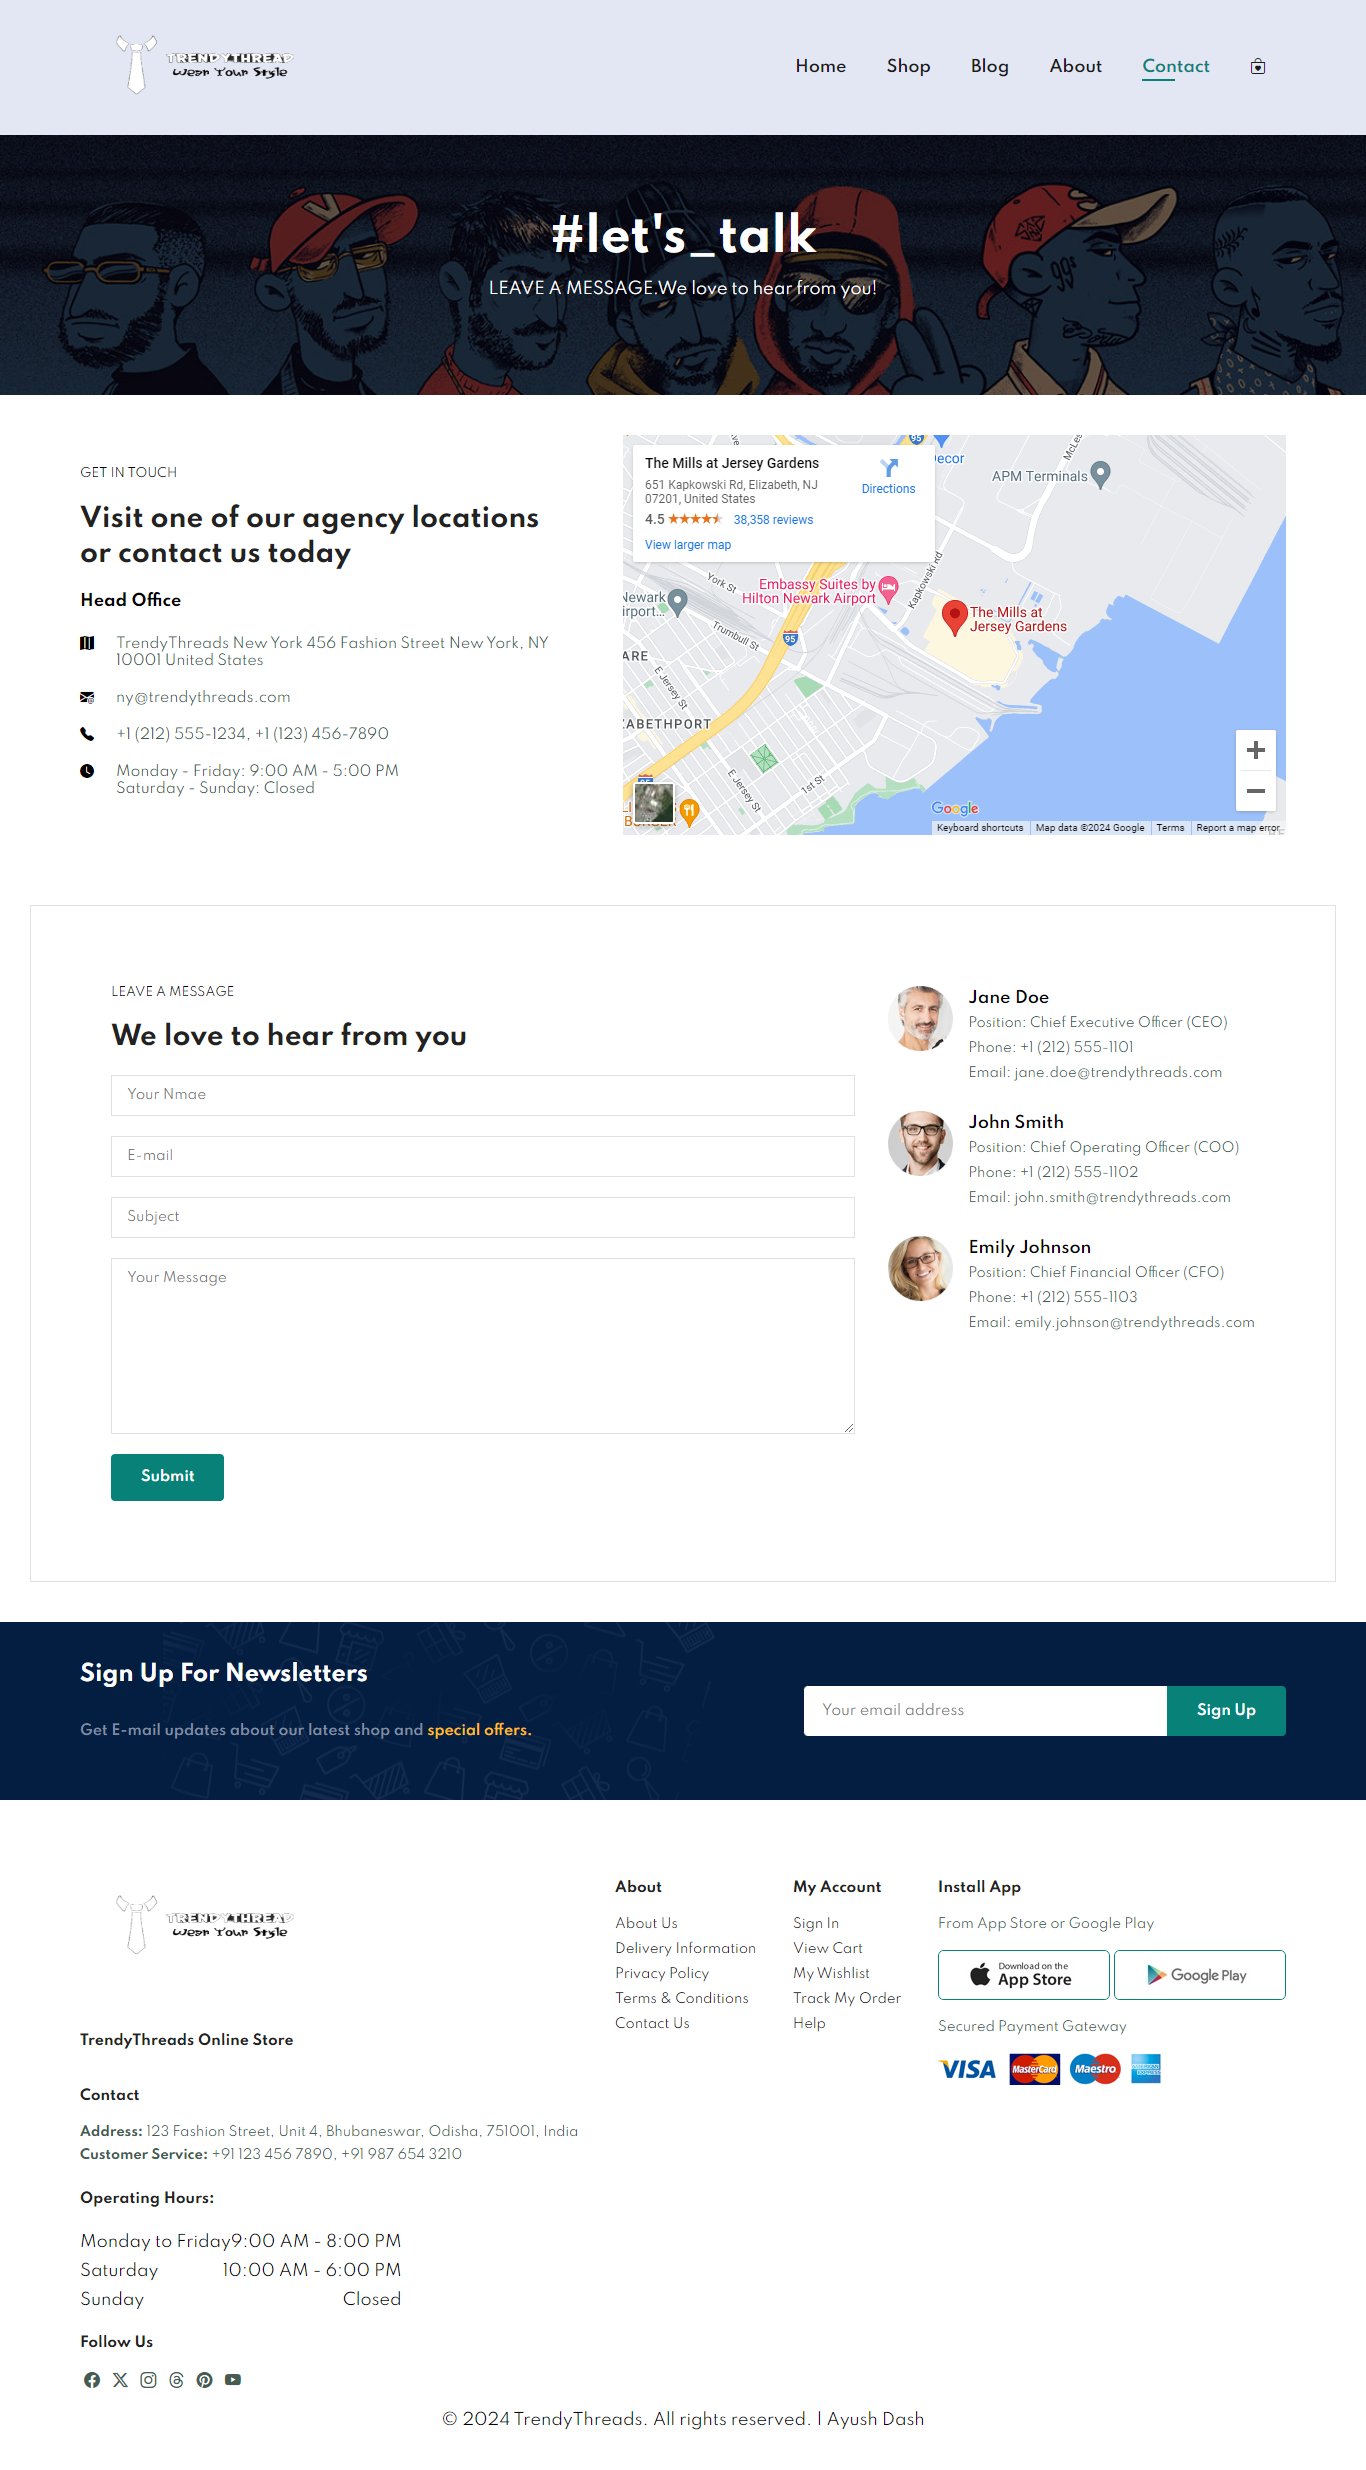 TRENDYTHREAD
Wear Your Style
Home
Shop
Blog
About
Contact
#let's_talk
LEAVE A MESSAGE.We love to hear from you!
GET IN TOUCH
Visit one of our agency locations
or contact us today
Head Office
TrendyThreads New York 456 Fashion Street New York, NY
10001 United States
ny@trendythreads.com
+1 (212) 555-1234, +1 (123) 456-7890
Monday - Friday: 9:00 AM - 5:00 PM
Saturday - Sunday: Closed
The Mills at Jersey Gardens
651 Kapkowski Rd, Elizabeth, NJ
07201, United States
4.5
38,358 reviews
View larger map
Directions
95
Decor
McLes
APM Terminals
Embassy Suites by
Hilton Newark Airport
Kapkowski Rd
Newark
irport...
York St
Trumbull St
95
The Mills at
Jersey Gardens
ARE
E Jersey St
ZABETHPORT
E Jersey St
1st St
95
BURGER
Google
Keyboard shortcuts
Map data ©2024 Google
Terms
Report a map error
LEAVE A MESSAGE
We love to hear from you
Your Nmae
E-mail
Subject
Your Message
Submit
Jane Doe
Position: Chief Executive Officer (CEO)
Phone: +1 (212) 555-1101
Email: jane.doe@trendythreads.com
John Smith
Position: Chief Operating Officer (COO)
Phone: +1 (212) 555-1102
Email: john.smith@trendythreads.com
Emily Johnson
Position: Chief Financial Officer (CFO)
Phone: +1 (212) 555-1103
Email: emily.johnson@trendythreads.com
Sign Up For Newsletters
Get E-mail updates about our latest shop and special offers.
Your email address
Sign Up
TRENDYTHREAD
Wear Your Style
TrendyThreads Online Store
Contact
Address: 123 Fashion Street, Unit 4, Bhubaneswar, Odisha, 751001, India
Customer Service: +91 123 456 7890, +91 987 654 3210
Operating Hours:
Monday to Friday9:00 AM - 8:00 PM
Saturday 10:00 AM - 6:00 PM
Sunday Closed
Follow Us
About
About Us
Delivery Information
Privacy Policy
Terms & Conditions
Contact Us
My Account
Sign In
View Cart
My Wishlist
Track My Order
Help
Install App
From App Store or Google Play
Download on the
App Store
Google Play
Secured Payment Gateway
VISA
MasterCard
Maestro
AMERICAN
EXPRESS
© 2024 TrendyThreads. All rights reserved. | Ayush Dash